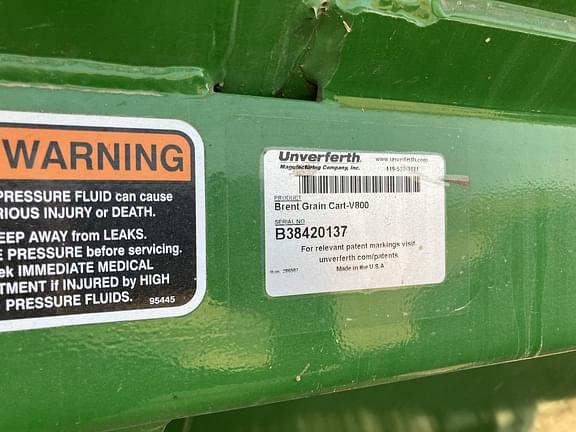 WARNING
PRESSURE FLUID can cause
RIOUS INJURY or DEATH.
EEP AWAY from LEAKS.
E PRESSURE before servicing.
ek IMMEDIATE MEDICAL
TMENT if INJURED by HIGH
PRESSURE FLUIDS.
95445
Unverferth www.unverferth.com
Manufacturing Company, Inc.
PRODUCT
Brent Grain Cart-V800
SERIAL NO
B38420137
For relevant patent markings visit
unverferth.com/patents.
Made in the U.S.A